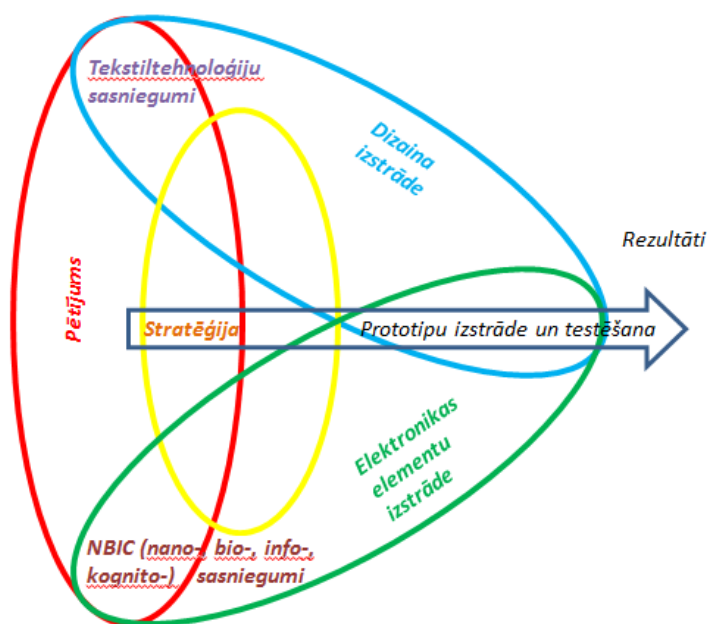 Tekstiltehnoloģiju
sasniegumi
Dizaina
izstrāde
Rezultāti
Pētījums
Stratēģija
Prototipu izstrāde un testēšana
Elektronikas
elementu
izstrāde
NBIC (nano-, bio-, info-,
kognito-) sasniegumi